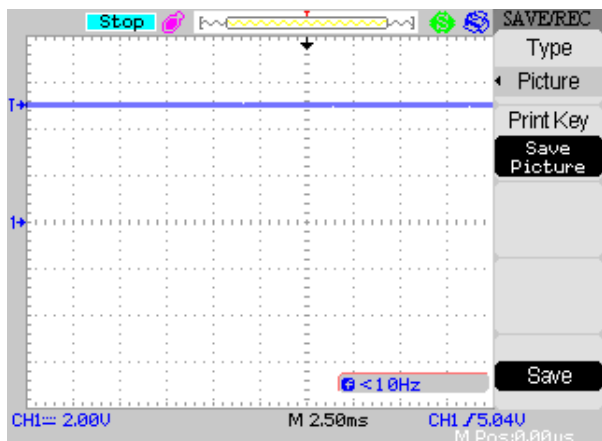 Stop
SAVE/REC
Type
Picture
Print Key
Save
Picture
T
1
f <10Hz
Save
CH1 2.00V M 2.50ms CH1 5.04V
M Pos:0.00µs